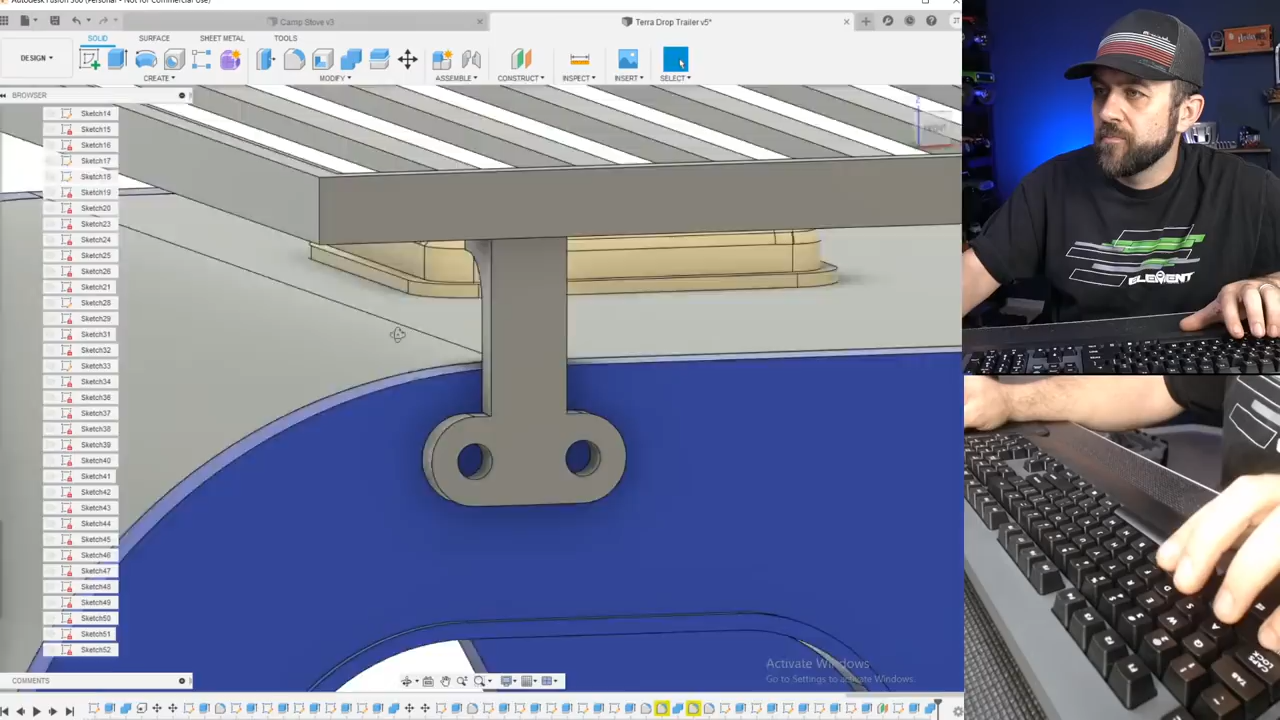 Autodesk Fusion 360 (Personal - Not for Commercial Use)
Camp Stove v3
Terra Drop Trailer v5*
JT
SOLID
SURFACE
SHEET METAL
TOOLS
DESIGN
CREATE
MODIFY
ASSEMBLE
CONSTRUCT
INSPECT
INSERT
SELECT
BROWSER
FRONT
Sketch14
Sketch15
Sketch16
Sketch17
Sketch18
Sketch19
Sketch20
Sketch23
Sketch24
Sketch25
Sketch26
Sketch21
Sketch28
Sketch29
Sketch31
Sketch32
Sketch33
Sketch34
Sketch36
Sketch37
Sketch38
Sketch39
Sketch40
Sketch41
Sketch42
Sketch43
Sketch44
Sketch45
Sketch46
Sketch47
Sketch48
Sketch49
Sketch50
Sketch51
Sketch52
COMMENTS
Activate Windows
Go to Settings to activate Windows.
ELEMENT